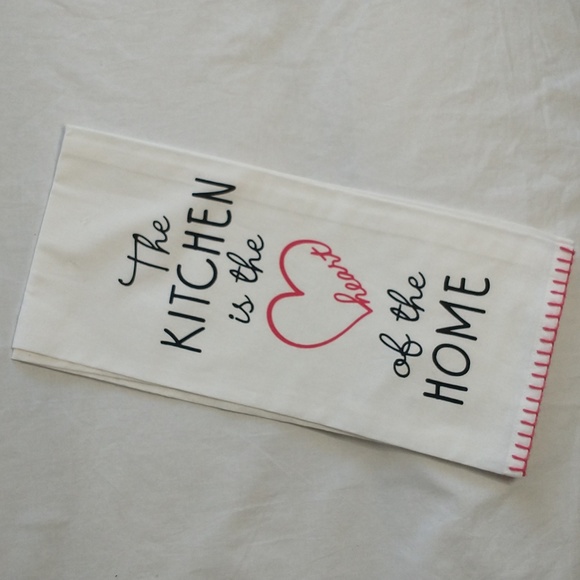 The
KITCHEN
is the
heart
of the
HOME